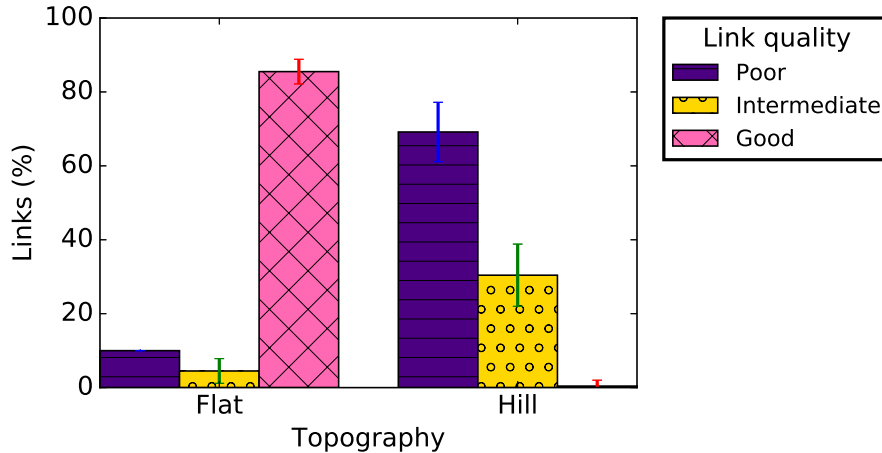 100
80
60
40
20
0
Links (%)
Flat
Hill
Topography
Link quality
Poor
Intermediate
Good